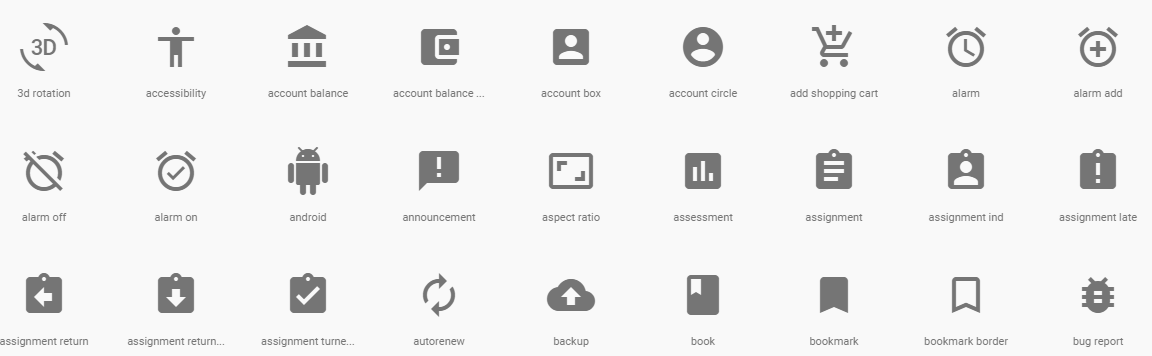 3D
3d rotation accessibility account balance account balance ... account box account circle add shopping cart alarm alarm add
alarm off alarm on android announcement aspect ratio assessment assignment assignment ind assignment late
assignment return assignment return... assignment turne... autorenew backup book bookmark bookmark border bug report